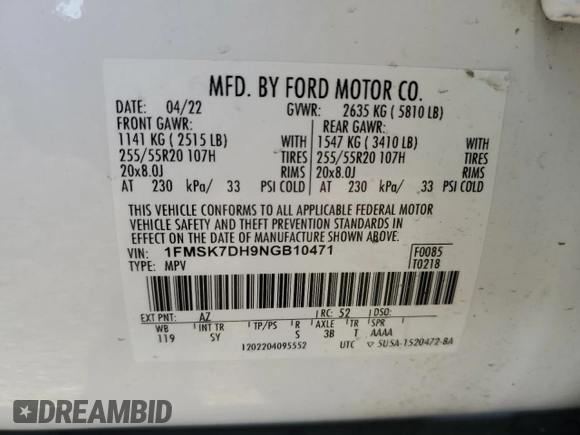 MFD. BY FORD MOTOR CO.
DATE: 04/22 GVWR: 2635 KG ( 5810 LB)
FRONT GAWR: REAR GAWR:
1141 KG ( 2515 LB) WITH 1547 KG ( 3410 LB) WITH
255/55R20 107H TIRES 255/55R20 107H TIRES
20x8.0J RIMS 20x8.0J RIMS
AT 230 kPa/ 33 PSI COLD AT 230 kPa/ 33 PSI COLD
THIS VEHICLE CONFORMS TO ALL APPLICABLE FEDERAL MOTOR
VEHICLE SAFETY AND THEFT PREVENTION STANDARDS IN
EFFECT ON THE DATE OF MANUFACTURE SHOWN ABOVE.
VIN: 1FMSK7DH9NGB10471 F0085
TYPE: MPV T0218
EXT PNT: AZ RC: 52 DSO:
WB INT TR TP/PS R AXLE TR SPR
119 SY S 3B T AAAA
1202204095552 UTC ▽ 5USA-1520472-BA
DREAMBID